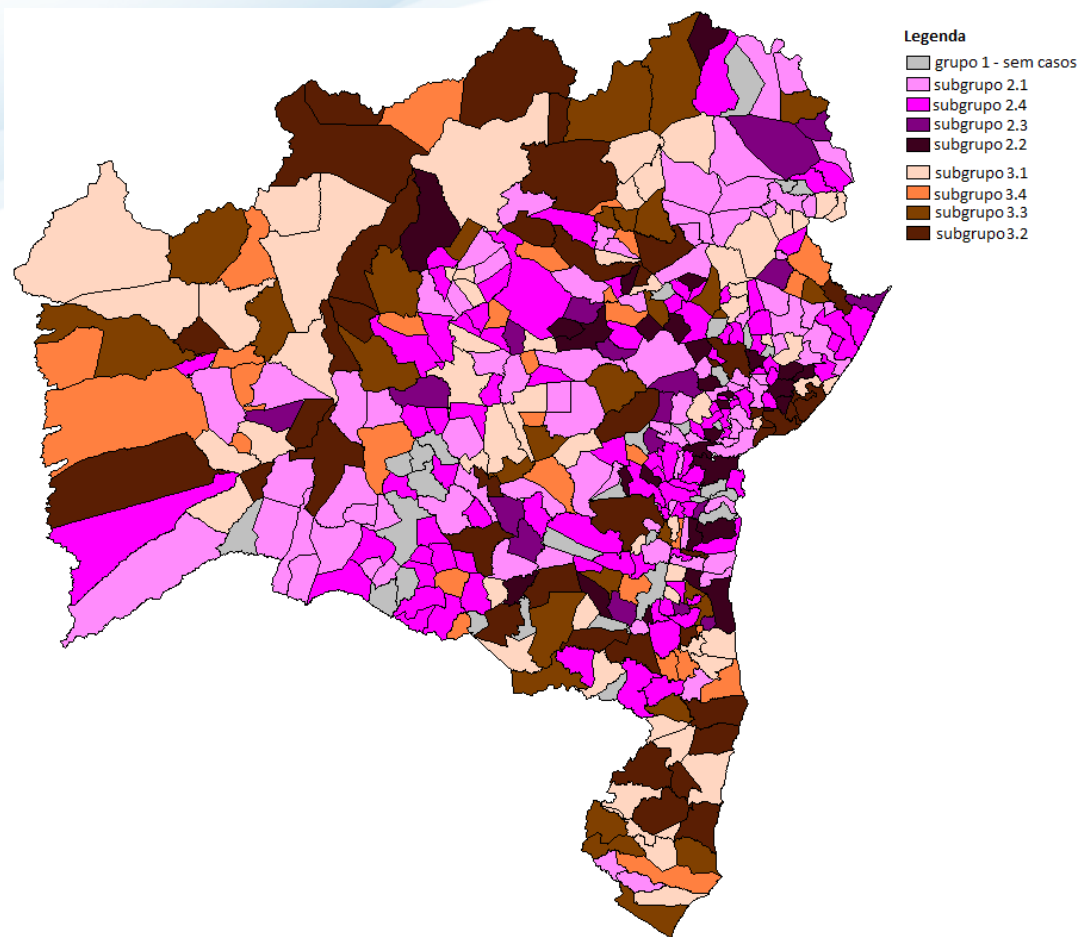 Legenda
grupo 1 - sem casos
subgrupo 2.1
subgrupo 2.4
subgrupo 2.3
subgrupo 2.2
subgrupo 3.1
subgrupo 3.4
subgrupo 3.3
subgrupo 3.2